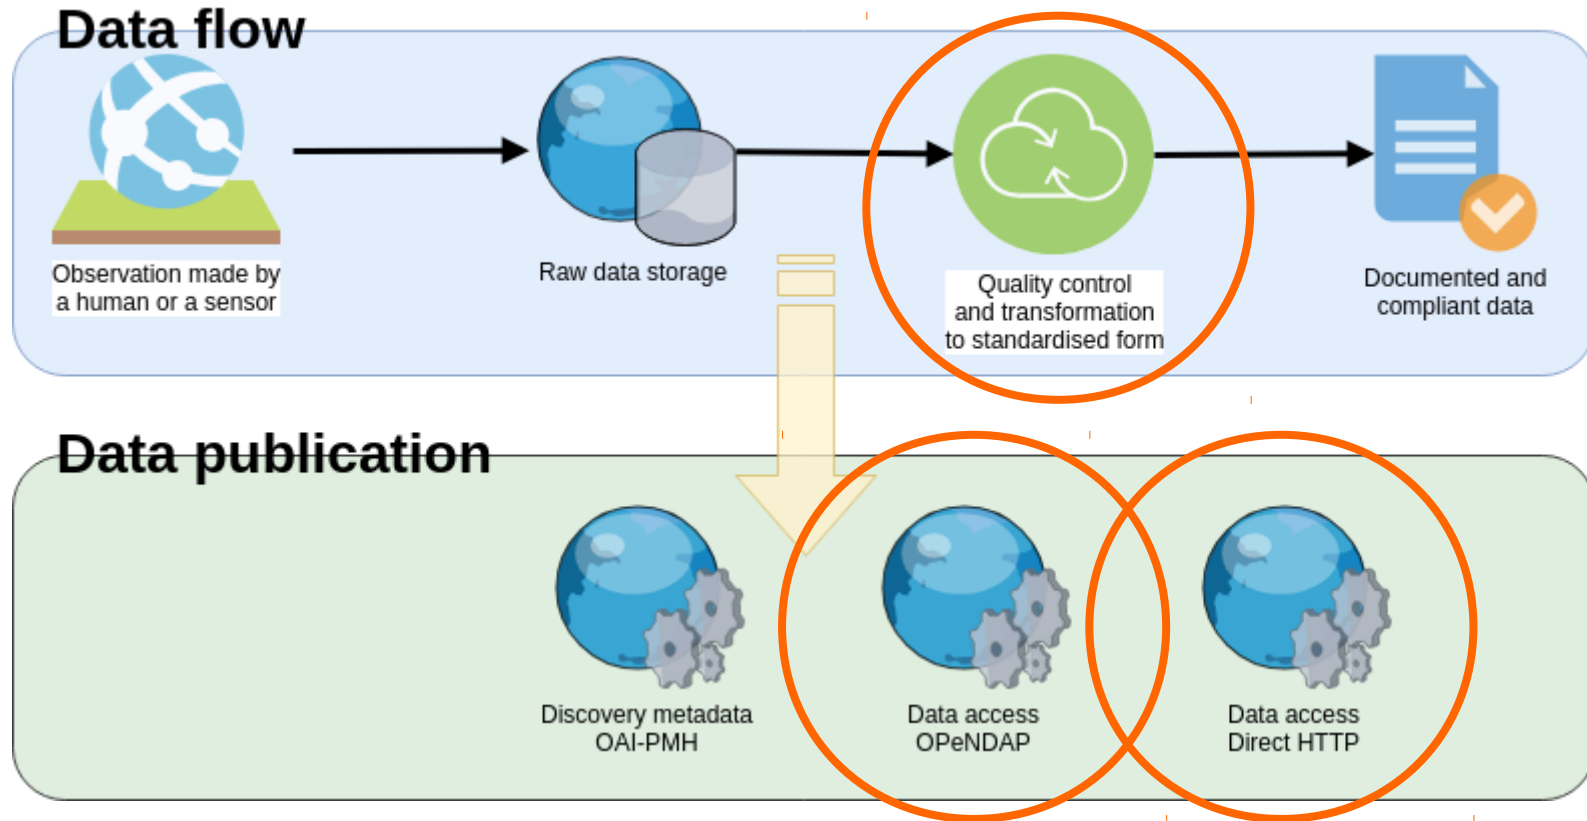 Data flow
Observation made by
a human or a sensor
Raw data storage
Quality control
and transformation
to standardised form
Documented and
compliant data
Data publication
Discovery metadata
OAI-PMH
Data access
OPeNDAP
Data access
Direct HTTP